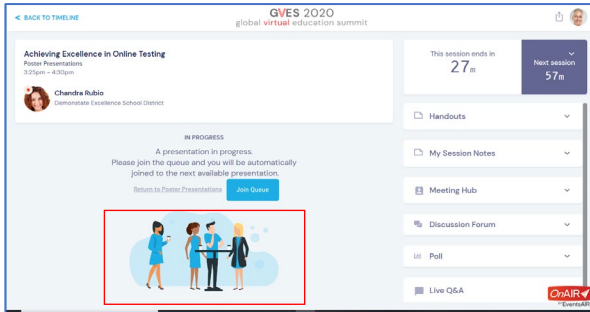 < BACK TO TIMELINE
GVES 2020
global virtual education summit
Achieving Excellence in Online Testing
Poster Presentations
3:25pm – 4:30pm
Chandra Rubio
Demonstate Excellence School District
This session ends in
27m
Next session
57m
IN PROGRESS
A presentation in progress.
Please join the queue and you will be automatically
joined to the next available presentation.
Return to Poster Presentations
Join Queue
Handouts
My Session Notes
Meeting Hub
Discussion Forum
Poll
Live Q&A
OnAIR
EventsAIR